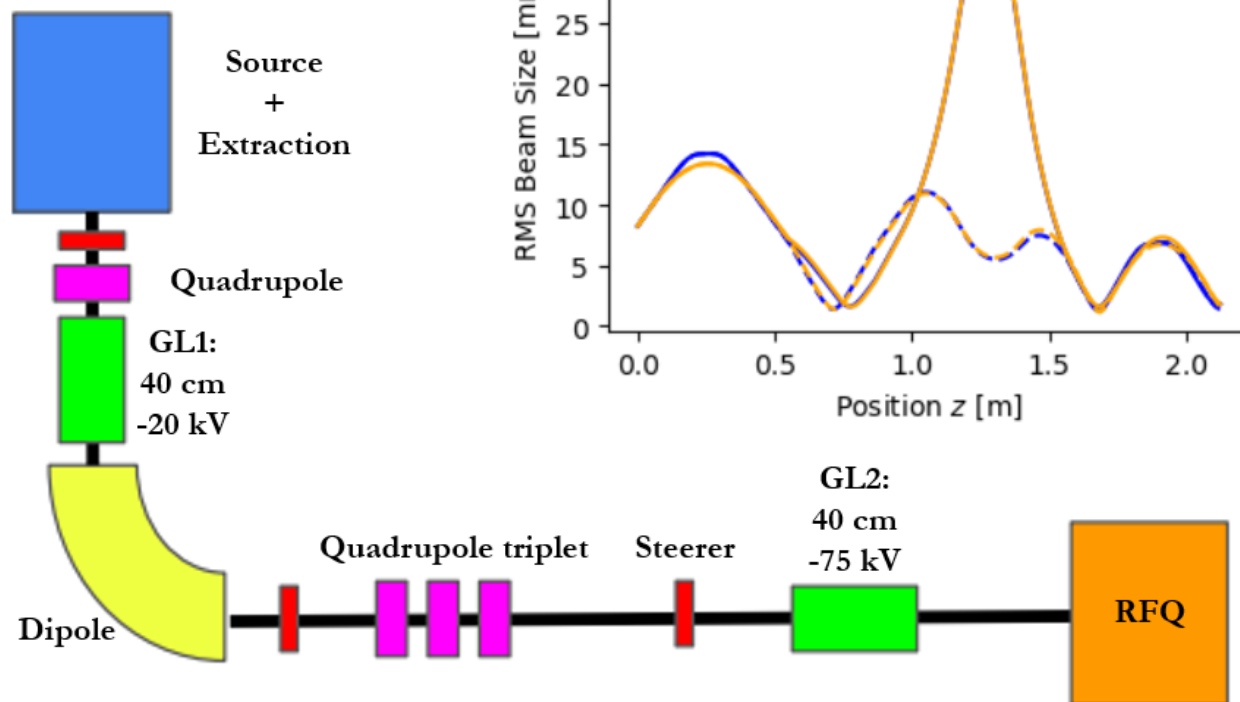 Source
+
Extraction
Quadrupole
GL1:
40 cm
-20 kV
Dipole
Quadrupole triplet
Steerer
GL2:
40 cm
-75 kV
RFQ
RMS Beam Size
25
20
15
10
5
0
0.0 0.5 1.0 1.5 2.0
Position z [m]